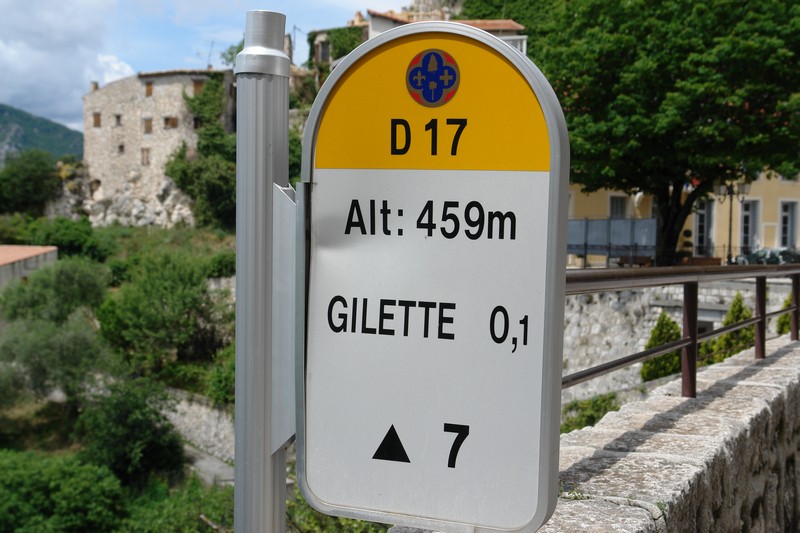 D 17
Alt: 459m
GILETTE 0,1
▲ 7